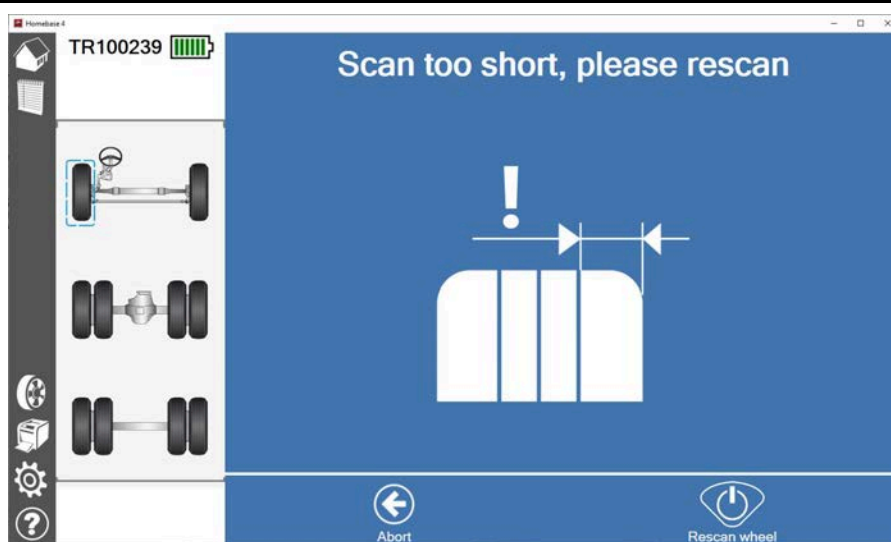 Homebase 4
TR100239
Scan too short, please rescan
!
Abort
Rescan wheel
?